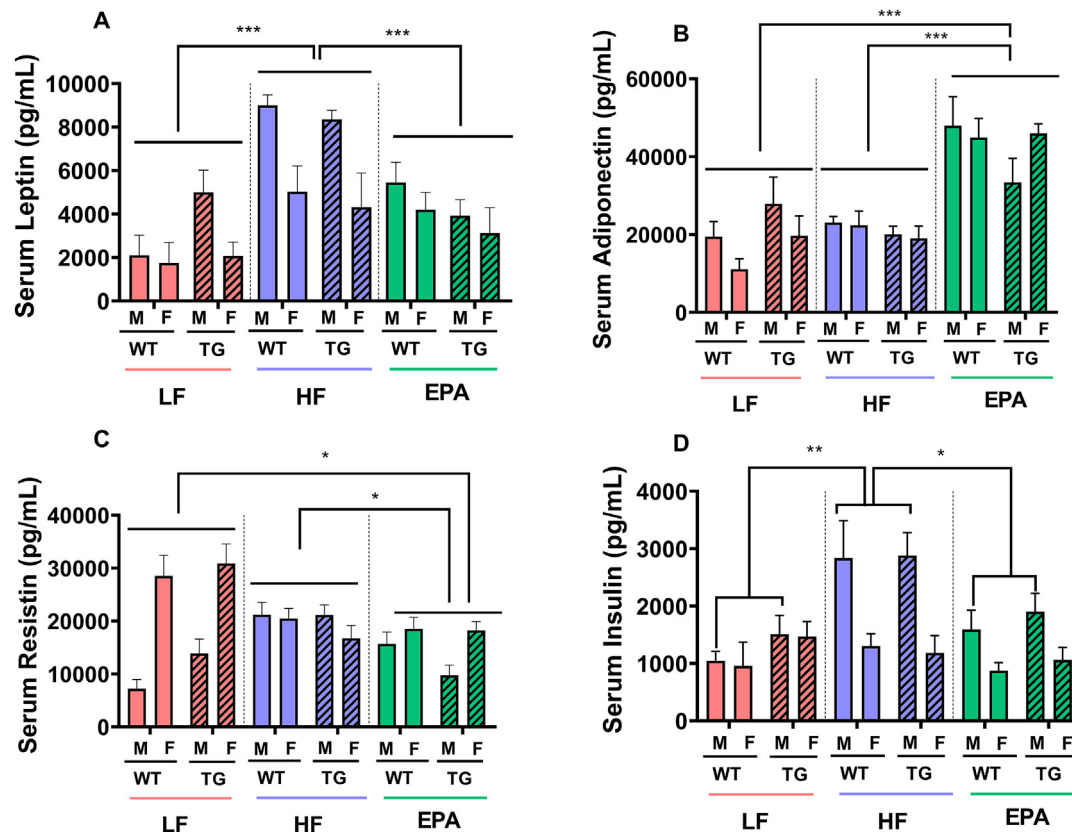 A
*** ***
Serum Leptin (pg/mL)
10000
8000
6000
4000
2000
0
M F M F M F M F M F M F
WT TG WT TG WT TG
LF HF EPA
B
***
***
Serum Adiponectin (pg/mL)
60000
40000
20000
0
M F M F M F M F M F M F
WT TG WT TG WT TG
LF HF EPA
C
*
*
Serum Resistin (pg/mL)
40000
30000
20000
10000
0
M F M F M F M F M F M F
WT TG WT TG WT TG
LF HF EPA
D
** *
Serum Insulin (pg/mL)
4000
3000
2000
1000
0
M F M F M F M F M F M F
WT TG WT TG WT TG
LF HF EPA